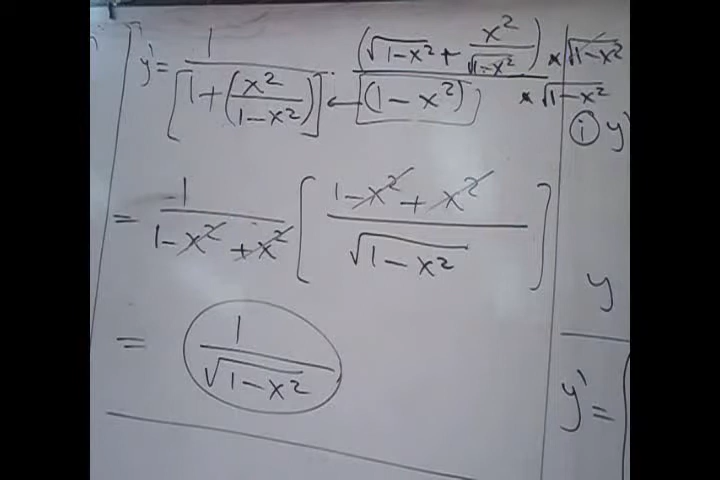 y' = 1 / [1 + (x² / (1 - x²))] · (√(1 - x²) + x² / √(1 - x²)) / (1 - x²) × √(1 - x²) / × √(1 - x²)
① y'
= 1 / (1 - x² + x²) [(1 - x² + x²) / √(1 - x²)]
y
= 1 / √(1 - x²)
y' =